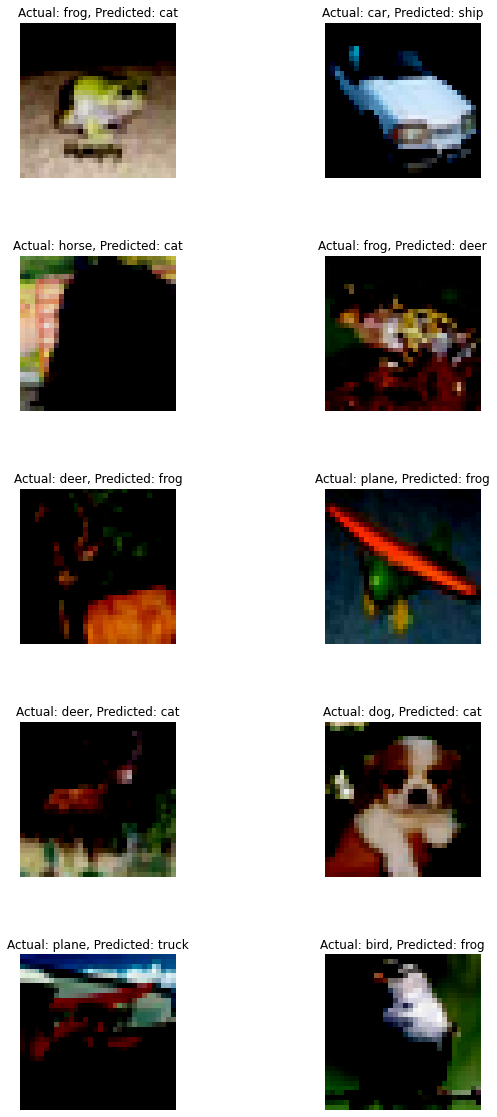 Actual: frog, Predicted: cat
Actual: car, Predicted: ship
Actual: horse, Predicted: cat
Actual: frog, Predicted: deer
Actual: deer, Predicted: frog
Actual: plane, Predicted: frog
Actual: deer, Predicted: cat
Actual: dog, Predicted: cat
Actual: plane, Predicted: truck
Actual: bird, Predicted: frog